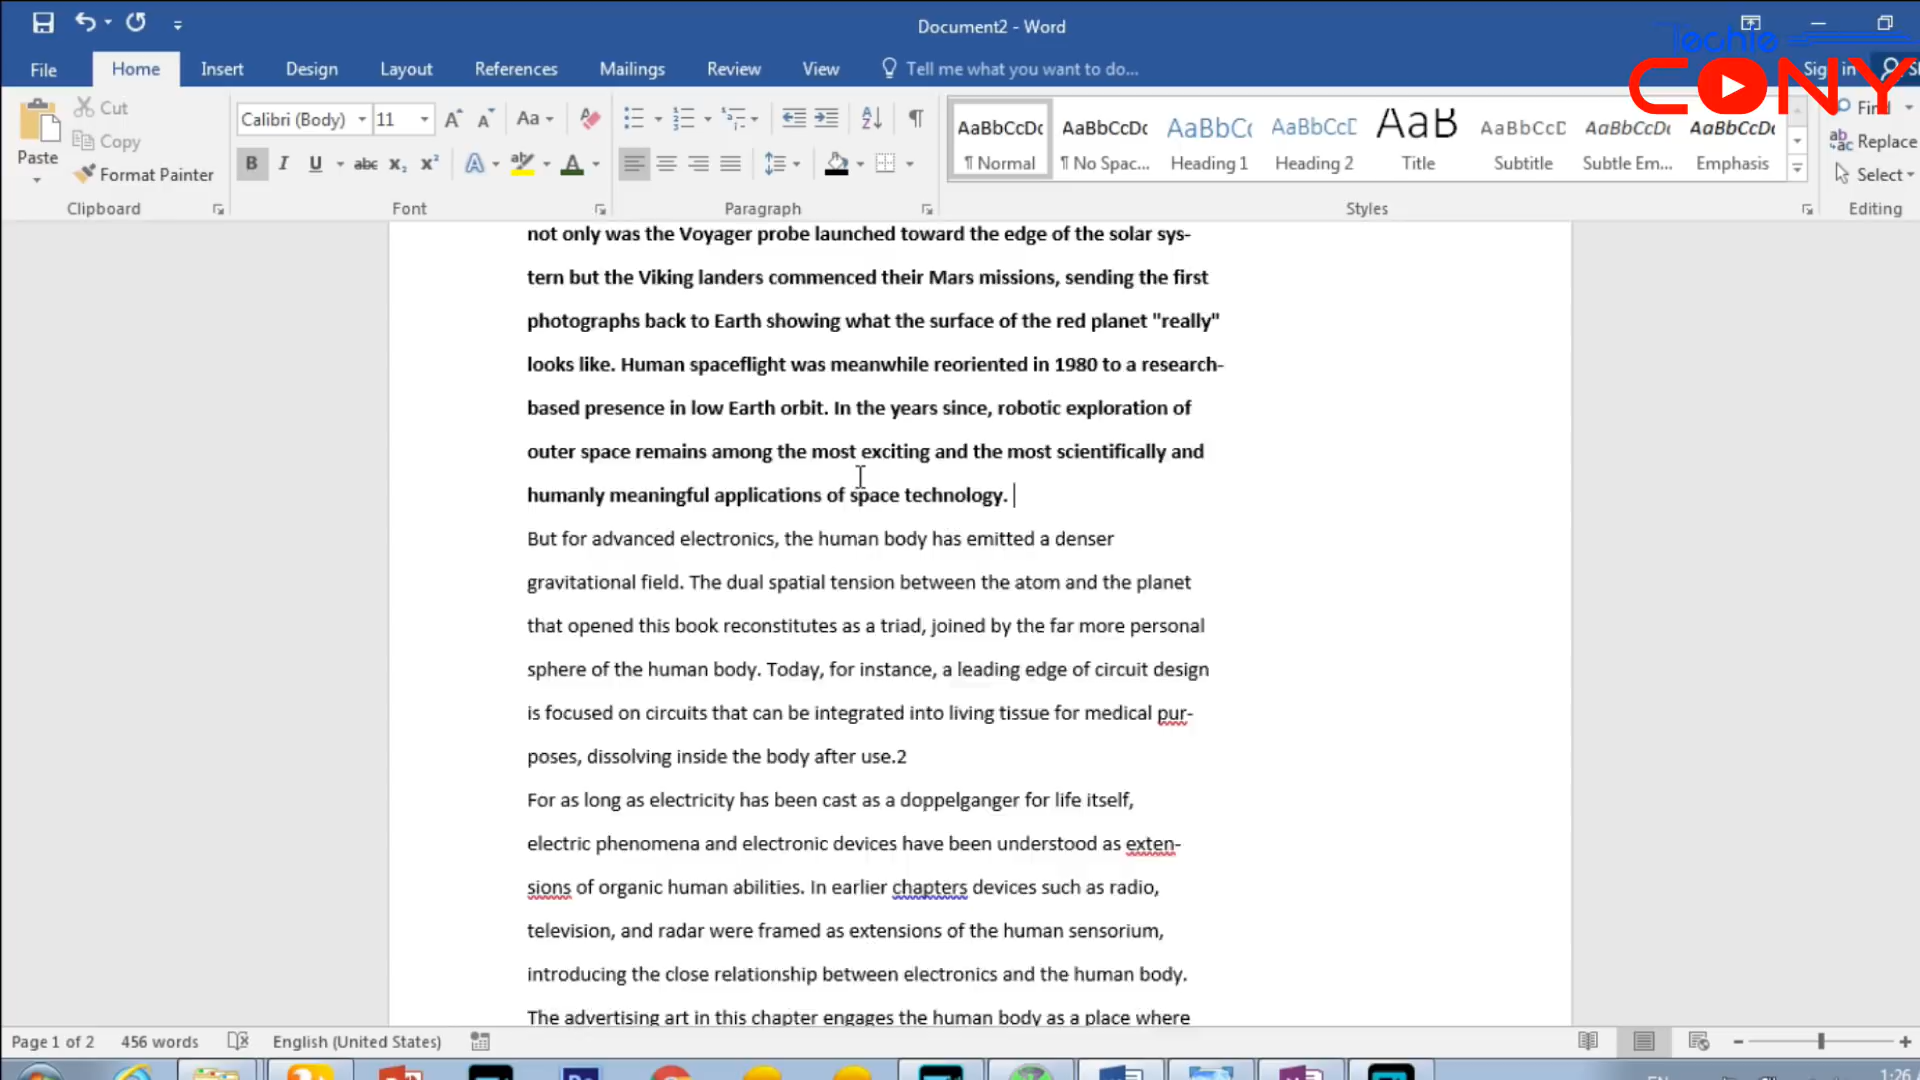 Document2 - Word
Techie
CONY
File Home Insert Design Layout References Mailings Review View Tell me what you want to do... Sign in
Paste Cut Copy Format Painter Clipboard
Calibri (Body) 11 Aa Font
B I U abc x₂ x² A ab A
Paragraph
AaBbCcDc AaBbCcDc AaBbC( AaBbCcD AaB AaBbCcD AaBbCcDc AaBbCcDc
¶ Normal ¶ No Spac... Heading 1 Heading 2 Title Subtitle Subtle Em... Emphasis
Styles
Find
Replace
Select
Editing
not only was the Voyager probe launched toward the edge of the solar sys-
tern but the Viking landers commenced their Mars missions, sending the first
photographs back to Earth showing what the surface of the red planet "really"
looks like. Human spaceflight was meanwhile reoriented in 1980 to a research-
based presence in low Earth orbit. In the years since, robotic exploration of
outer space remains among the most exciting and the most scientifically and
humanly meaningful applications of space technology.
But for advanced electronics, the human body has emitted a denser
gravitational field. The dual spatial tension between the atom and the planet
that opened this book reconstitutes as a triad, joined by the far more personal
sphere of the human body. Today, for instance, a leading edge of circuit design
is focused on circuits that can be integrated into living tissue for medical pur-
poses, dissolving inside the body after use.2
For as long as electricity has been cast as a doppelganger for life itself,
electric phenomena and electronic devices have been understood as exten-
sions of organic human abilities. In earlier chapters devices such as radio,
television, and radar were framed as extensions of the human sensorium,
introducing the close relationship between electronics and the human body.
The advertising art in this chapter engages the human body as a place where
Page 1 of 2 456 words English (United States)
1:26